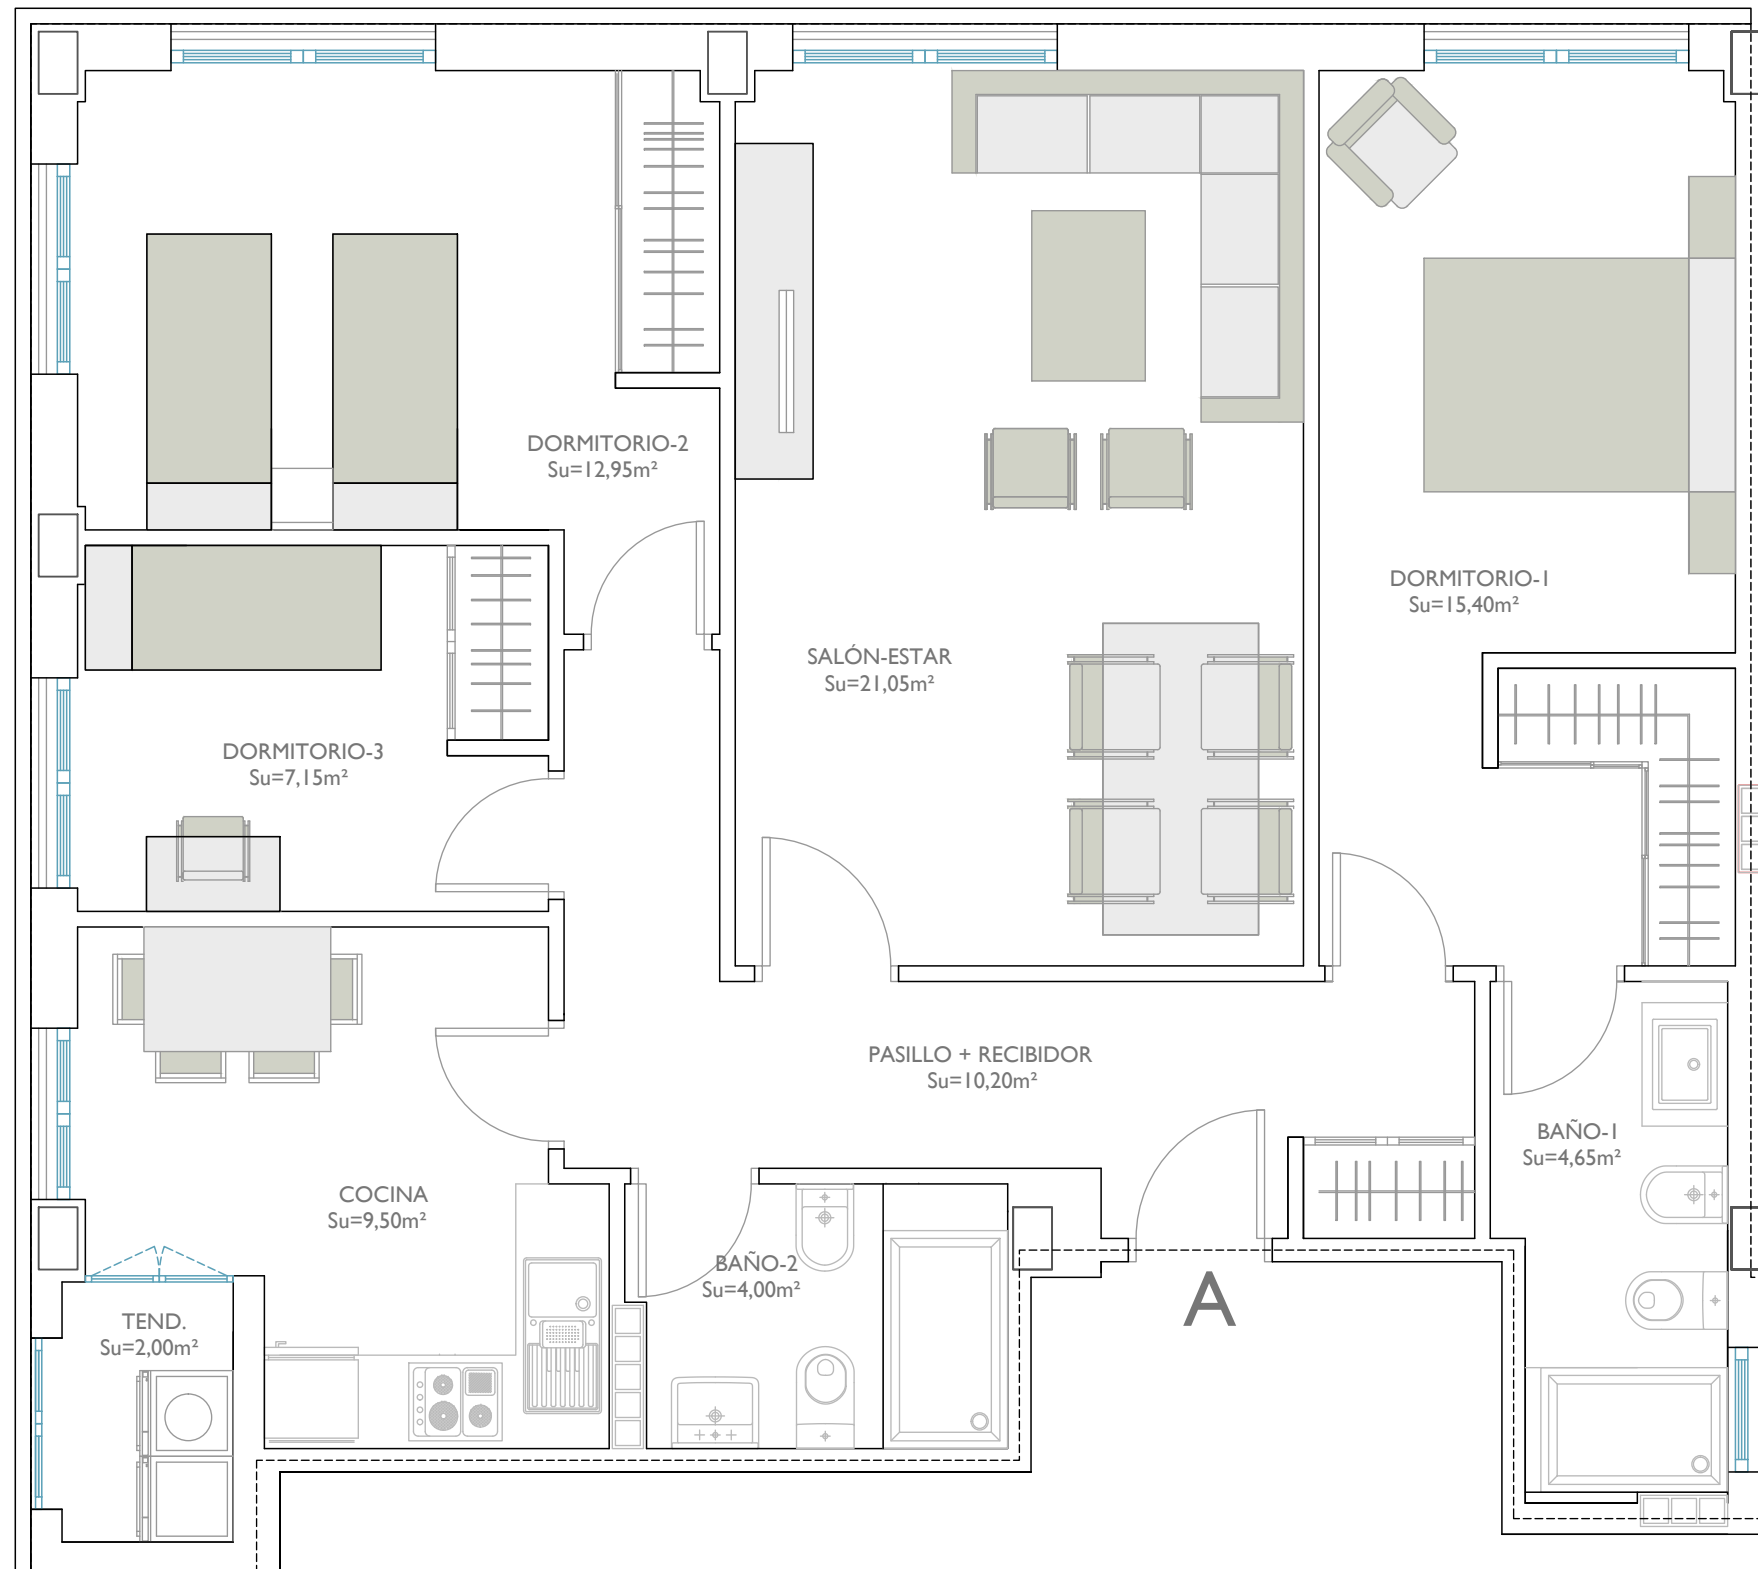 DORMITORIO-2
Su=12,95m²
DORMITORIO-1
Su=15,40m²
SALÓN-ESTAR
Su=21,05m²
DORMITORIO-3
Su=7,15m²
PASILLO + RECIBIDOR
Su=10,20m²
BAÑO-1
Su=4,65m²
COCINA
Su=9,50m²
BAÑO-2
Su=4,00m²
A
TEND.
Su=2,00m²